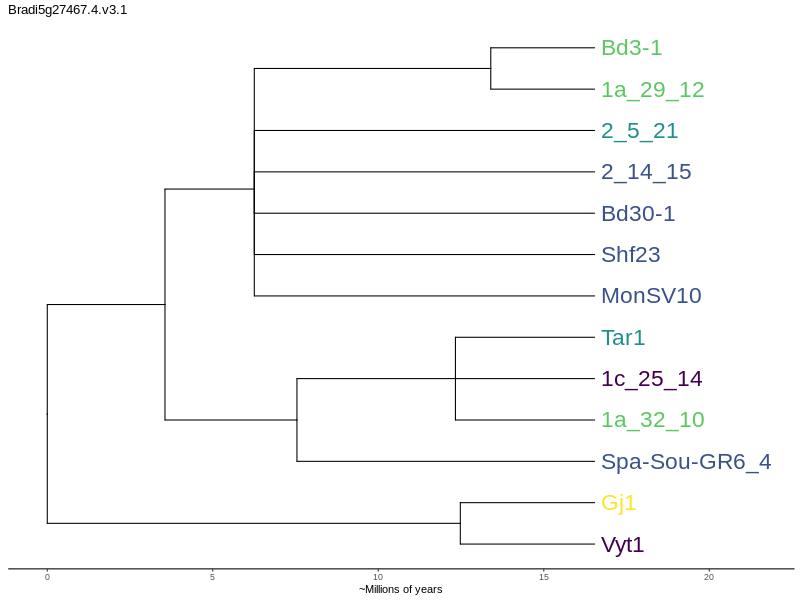 Bradi5g27467.4.v3.1
Bd3-1
1a_29_12
2_5_21
2_14_15
Bd30-1
Shf23
MonSV10
Tar1
1c_25_14
1a_32_10
Spa-Sou-GR6_4
Gj1
Vyt1
0 5 10 15 20
~Millions of years